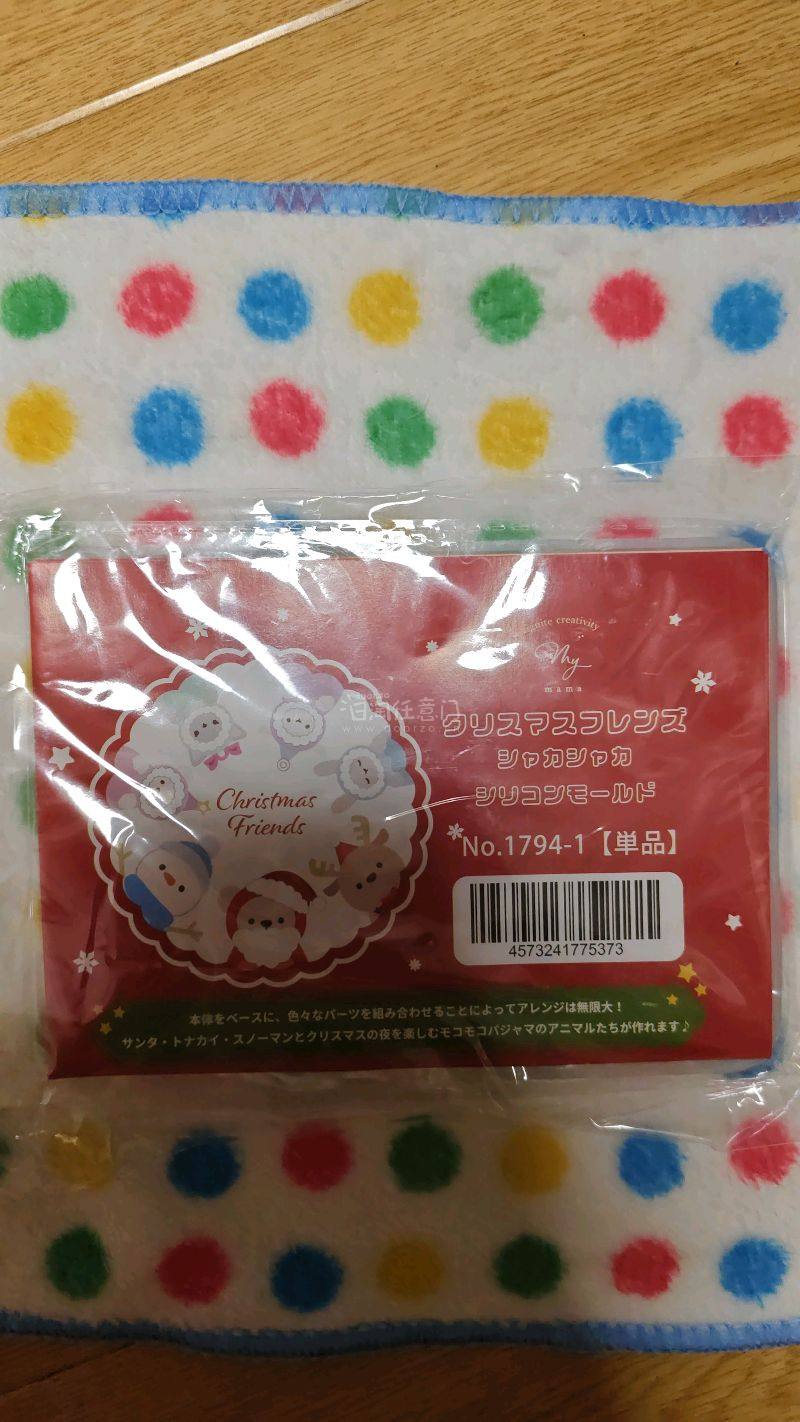 creativity
My
mama
クリスマスフレンズ
シャカシャカ
シリコンモールド
No.1794-1【単品】
Christmas
Friends
4573241775373
本体をベースに、色々なパーツを組み合わせることによってアレンジは無限大！
サンタ・トナカイ・スノーマンとクリスマスの夜を楽しむモコモコパジャマのアニマルたちが作れます♪